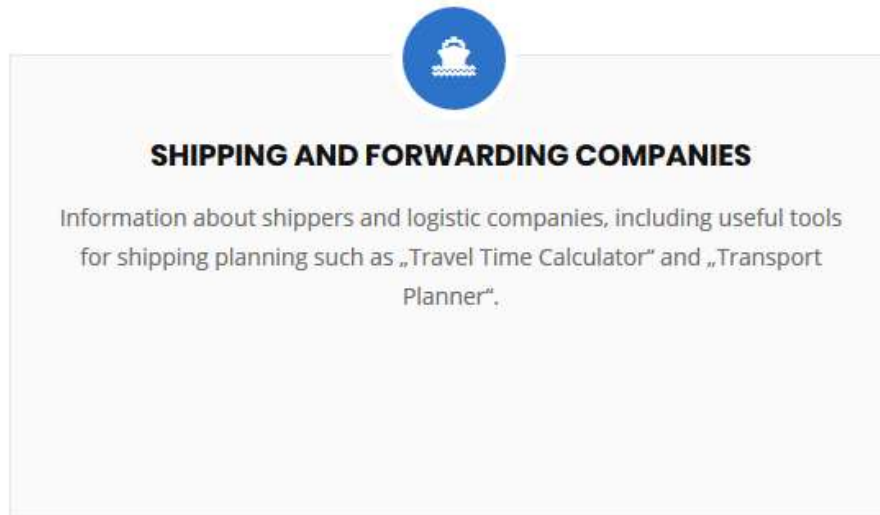 SHIPPING AND FORWARDING COMPANIES
Information about shippers and logistic companies, including useful tools
for shipping planning such as „Travel Time Calculator“ and „Transport
Planner“.